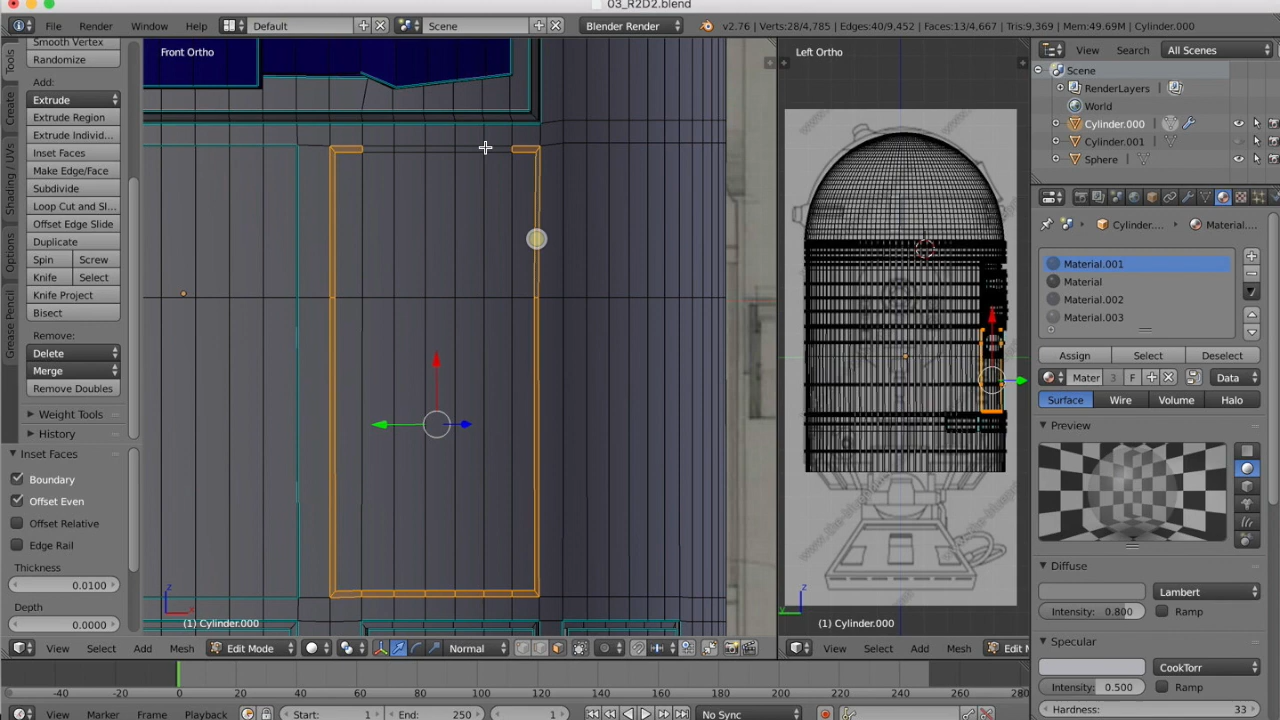 03_R2D2.blend
File Render Window Help Default Scene Blender Render v2.76 | Verts:28/4,785 | Edges:40/9,452 | Faces:13/4,667 | Tris:9,369 | Mem:49.69M | Cylinder.000
Tools
Create
Shading / UVs
Options
Grease Pencil
Smooth Vertex
Randomize
Add:
Extrude
Extrude Region
Extrude Individ...
Inset Faces
Make Edge/Face
Subdivide
Loop Cut and Sl...
Offset Edge Slide
Duplicate
Spin Screw
Knife Select
Knife Project
Bisect
Remove:
Delete
Merge
Remove Doubles
Weight Tools
History
Inset Faces
Boundary
Offset Even
Offset Relative
Edge Rail
Thickness
0.0100
Depth
0.0000
Front Ortho
z
x
(1) Cylinder.000
View Select Add Mesh Edit Mode Normal
Left Ortho
z
y
(1) Cylinder.000
View Select Add Mesh Edit M
-40 -20 0 20 40 60 80 100 120 140 160 180 200 220 240 260 280
View Marker Frame Playback Start: 1 End: 250 1 No Sync
View Search All Scenes
Scene
RenderLayers
World
Cylinder.000
Cylinder.001
Sphere
Cylinder.... Material....
Material.001
Material
Material.002
Material.003
Assign Select Deselect
Mater 3 F Data
Surface Wire Volume Halo
Preview
Diffuse
Lambert
Intensity: 0.800 Ramp
Specular
CookTorr
Intensity: 0.500 Ramp
Hardness: 33